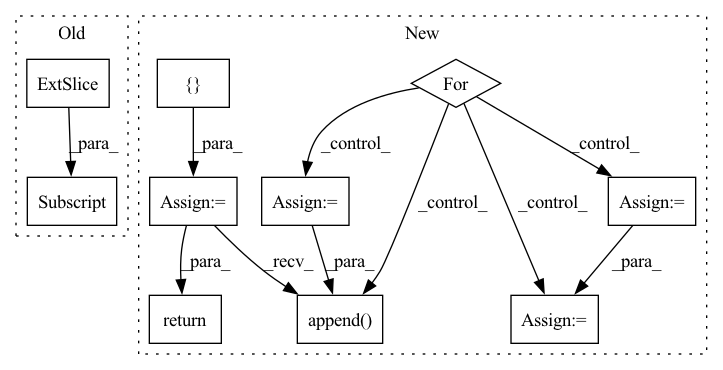 Old
New
ExtSlice
{}
For
_para_
_para_
_control_
_control_
_control_
_control_
Subscript
Assign:=
Assign:=
Assign:=
_para_
_recv_
_para_
_para_
return
append()
Assign:=